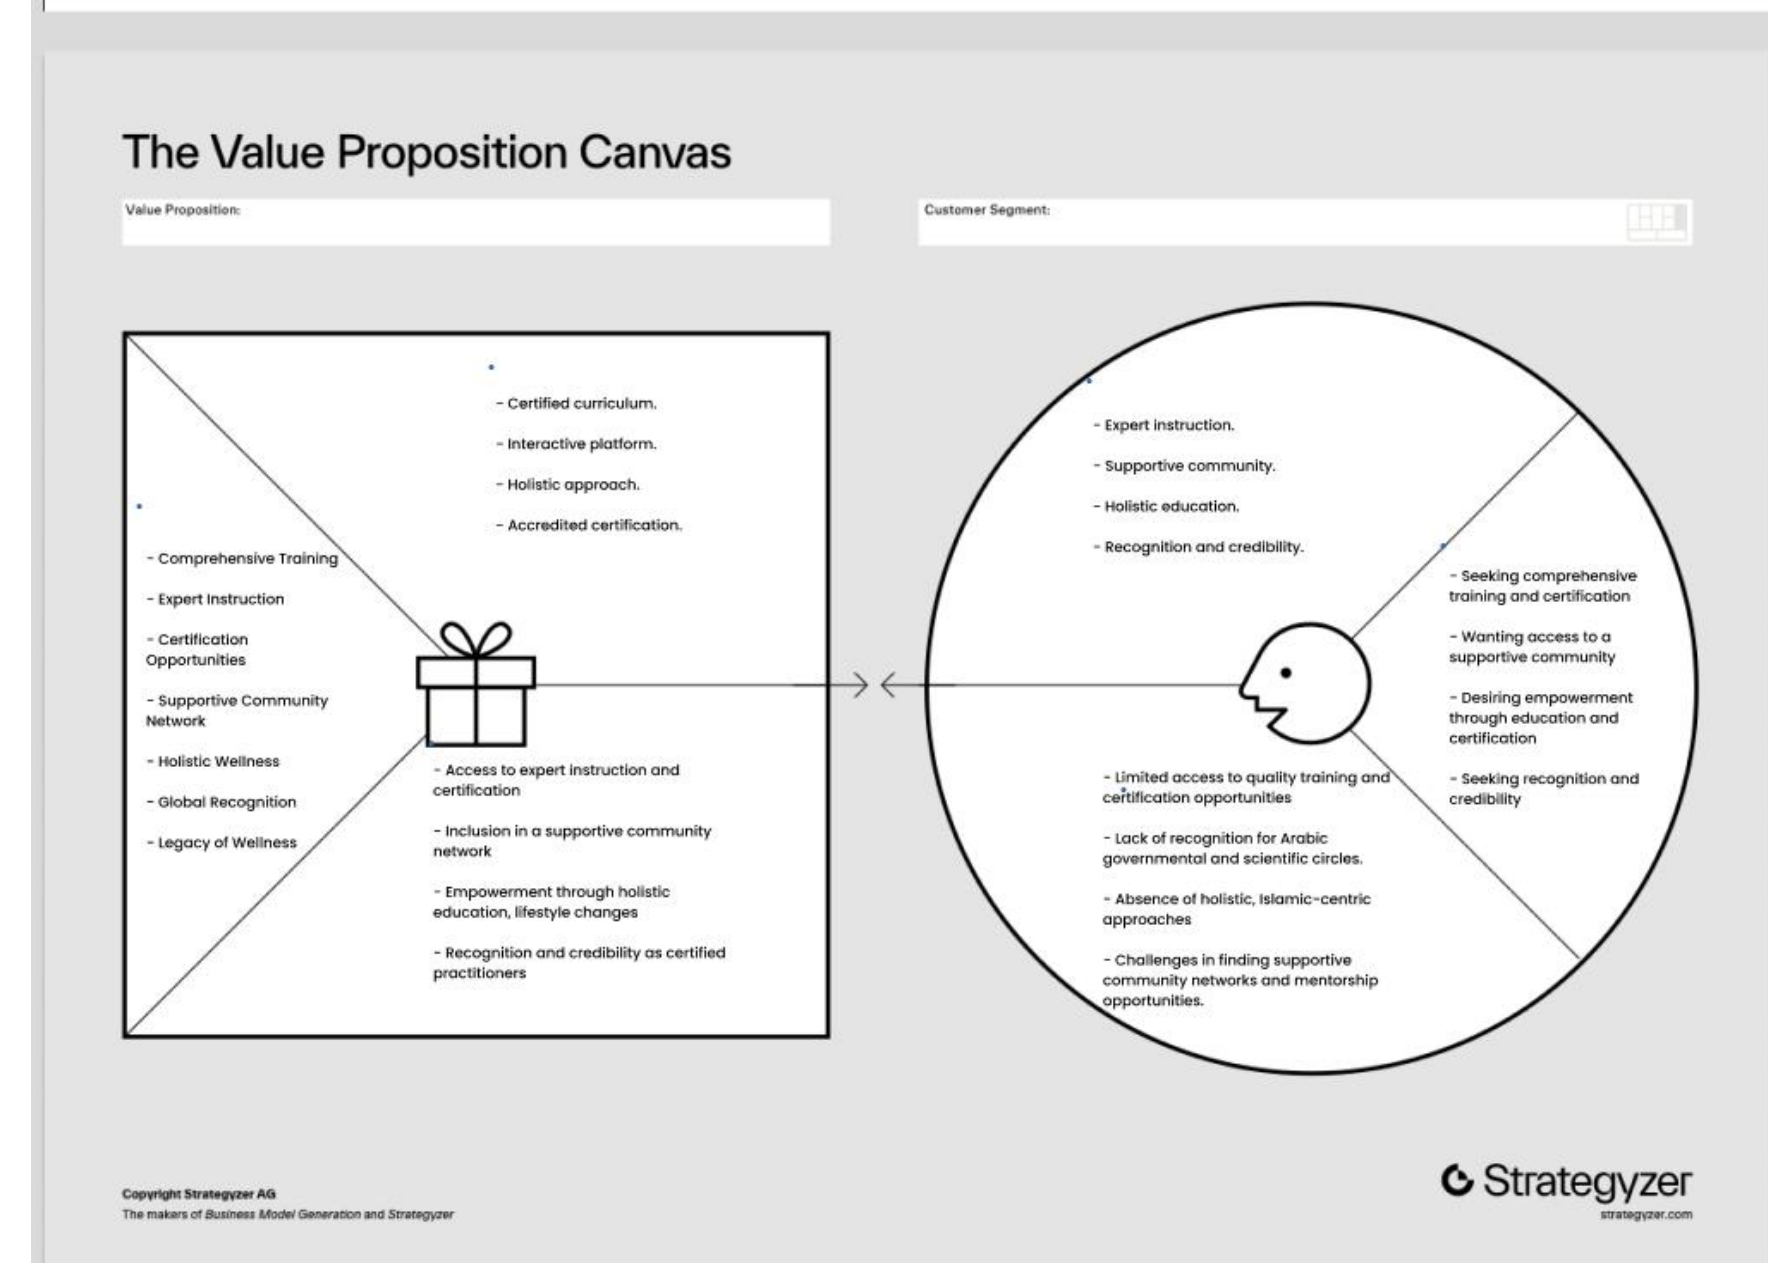 The Value Proposition Canvas
Value Proposition:
Customer Segment:
- Certified curriculum.
- Interactive platform.
- Holistic approach.
- Accredited certification.
- Comprehensive Training
- Expert Instruction
- Certification
Opportunities
- Supportive Community
Network
- Holistic Wellness
- Global Recognition
- Legacy of Wellness
- Access to expert instruction and
certification
- Inclusion in a supportive community
network
- Empowerment through holistic
education, lifestyle changes
- Recognition and credibility as certified
practitioners
- Expert instruction.
- Supportive community.
- Holistic education.
- Recognition and credibility.
- Seeking comprehensive
training and certification
- Wanting access to a
supportive community
- Desiring empowerment
through education and
certification
- Seeking recognition and
credibility
- Limited access to quality training and
certification opportunities
- Lack of recognition for Arabic
governmental and scientific circles.
- Absence of holistic, Islamic-centric
approaches
- Challenges in finding supportive
community networks and mentorship
opportunities.
Copyright Strategyzer AG
The makers of Business Model Generation and Strategyzer
Strategyzer
strategyzer.com